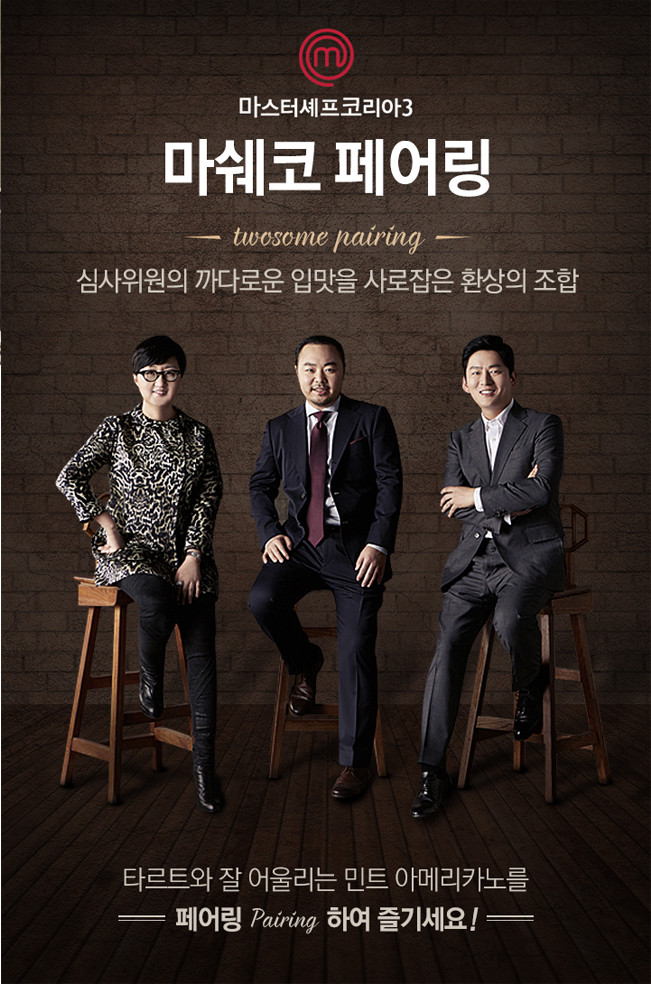 m
마스터셰프코리아3
마쉐코 페어링
twosome pairing
심사위원의 까다로운 입맛을 사로잡은 환상의 조합
타르트와 잘 어울리는 민트 아메리카노를
페어링 Pairing 하여 즐기세요!